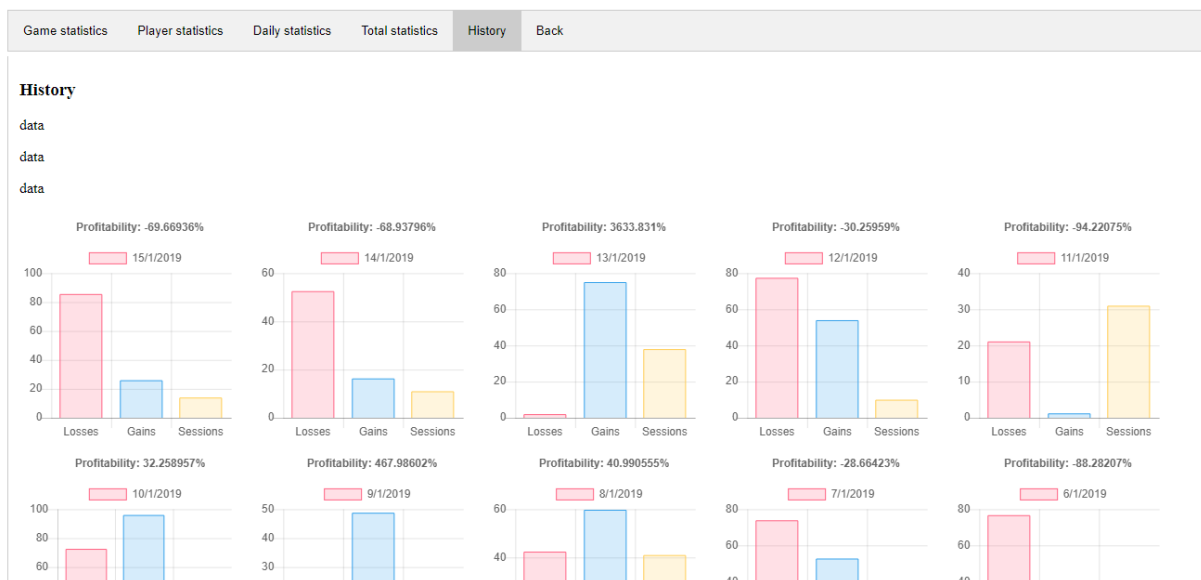 Game statistics Player statistics Daily statistics Total statistics History Back
History
data
data
data
Profitability: -69.66936% Profitability: -68.93796% Profitability: 3633.831% Profitability: -30.25959% Profitability: -94.22075%
15/1/2019 14/1/2019 13/1/2019 12/1/2019 11/1/2019
100 60 80 80 40
80 60 60 30
60 40
40 40 40 20
20 20 20 10
20
0 0 0 0 0
Losses Gains Sessions Losses Gains Sessions Losses Gains Sessions Losses Gains Sessions Losses Gains Sessions
Profitability: 32.258957% Profitability: 467.98602% Profitability: 40.990555% Profitability: -28.66423% Profitability: -88.28207%
10/1/2019 9/1/2019 8/1/2019 7/1/2019 6/1/2019
100 50 60 80 80
80 40
60 60
40
60 30
40 40